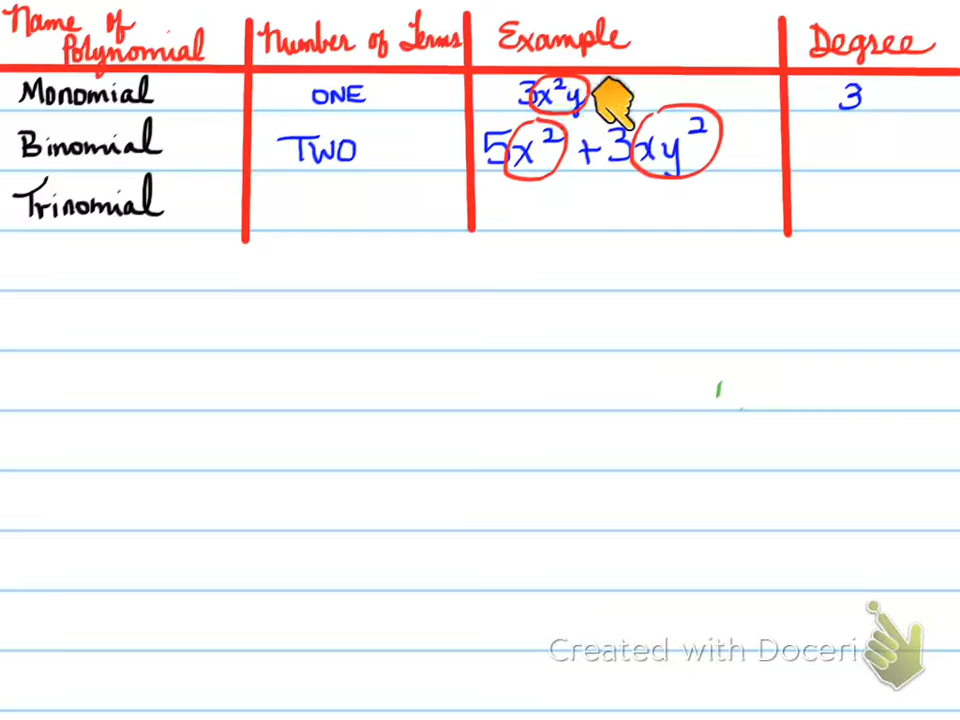 Name of Polynomial Number of Terms Example Degree
Monomial ONE 3x²y 3
Binomial TWO 5x² + 3xy²
Trinomial
Created with Doceri